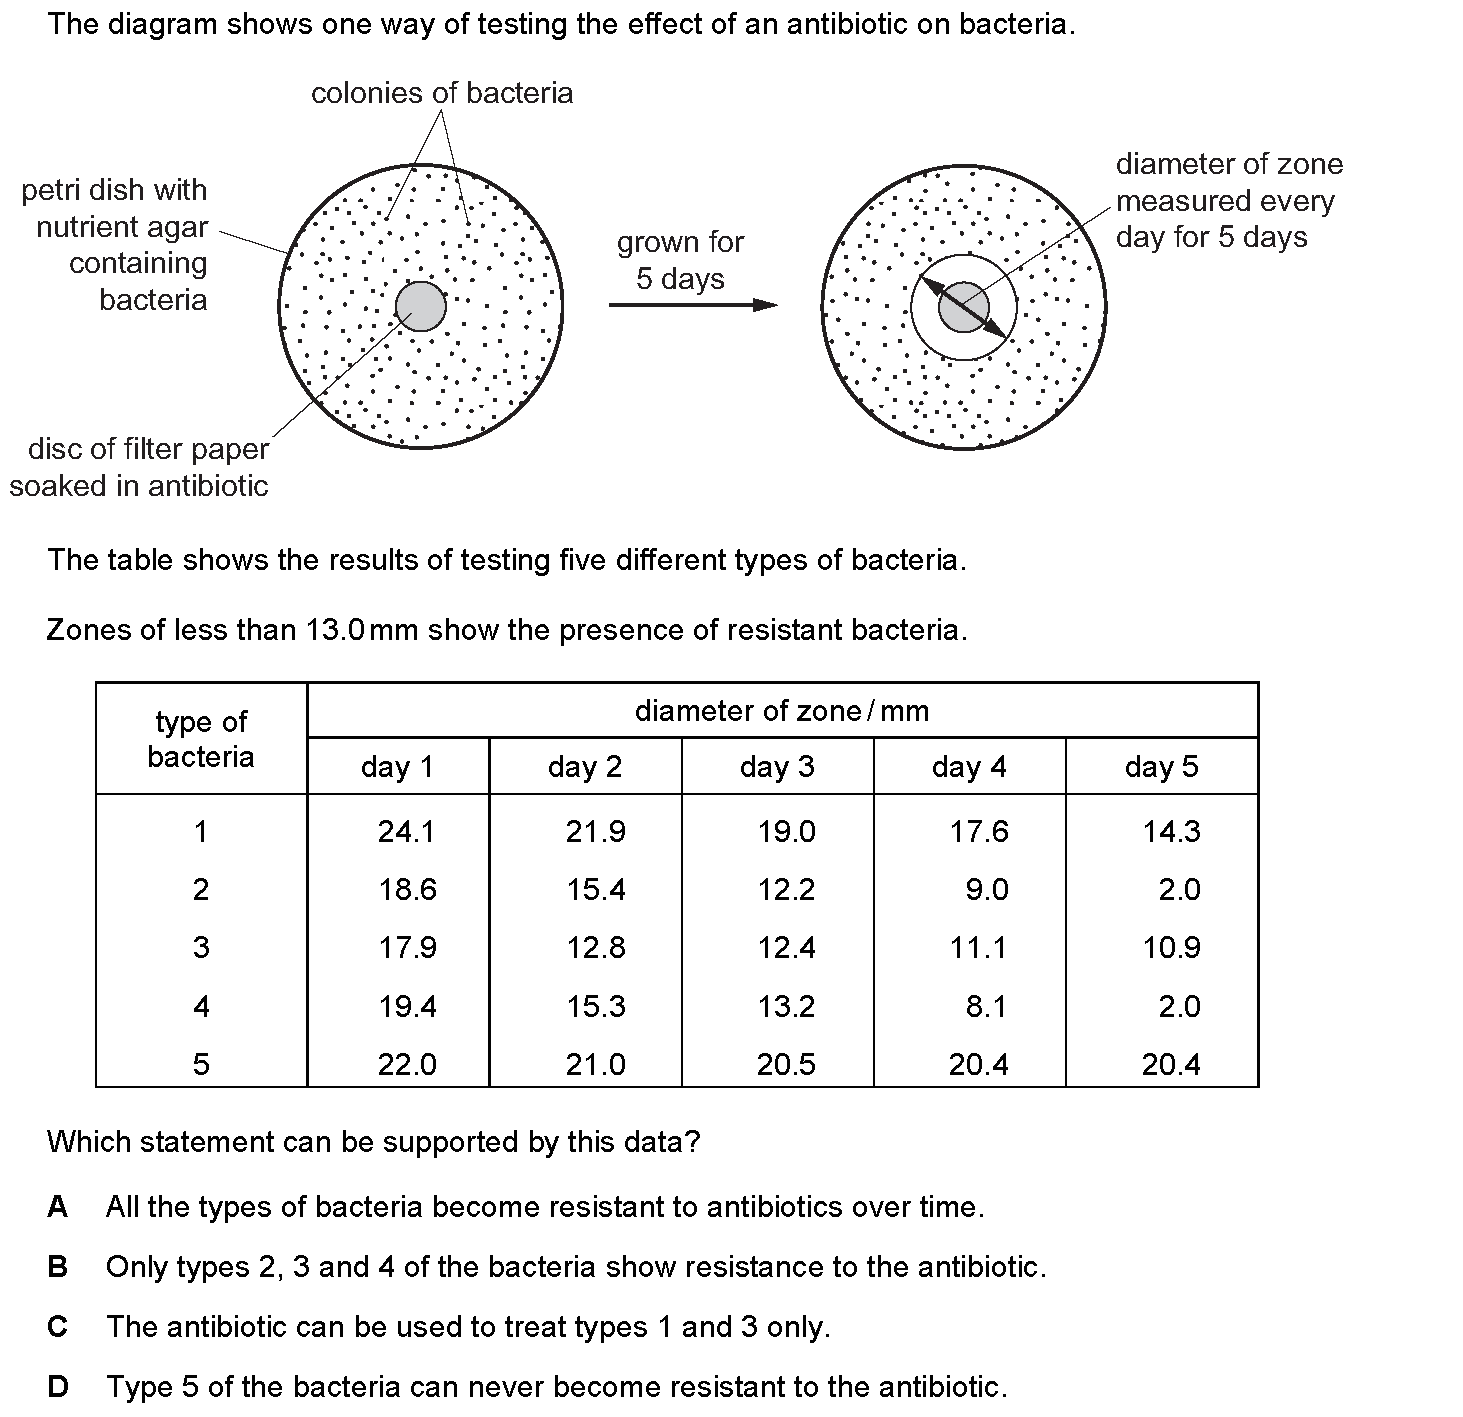 The diagram shows one way of testing the effect of an antibiotic on bacteria.
colonies of bacteria
petri dish with
nutrient agar
containing
bacteria
disc of filter paper
soaked in antibiotic
grown for
5 days
diameter of zone
measured every
day for 5 days
The table shows the results of testing five different types of bacteria.
Zones of less than 13.0 mm show the presence of resistant bacteria.
type of
bacteria
diameter of zone / mm
day 1 day 2 day 3 day 4 day 5
1 24.1 21.9 19.0 17.6 14.3
2 18.6 15.4 12.2 9.0 2.0
3 17.9 12.8 12.4 11.1 10.9
4 19.4 15.3 13.2 8.1 2.0
5 22.0 21.0 20.5 20.4 20.4
Which statement can be supported by this data?
A All the types of bacteria become resistant to antibiotics over time.
B Only types 2, 3 and 4 of the bacteria show resistance to the antibiotic.
C The antibiotic can be used to treat types 1 and 3 only.
D Type 5 of the bacteria can never become resistant to the antibiotic.